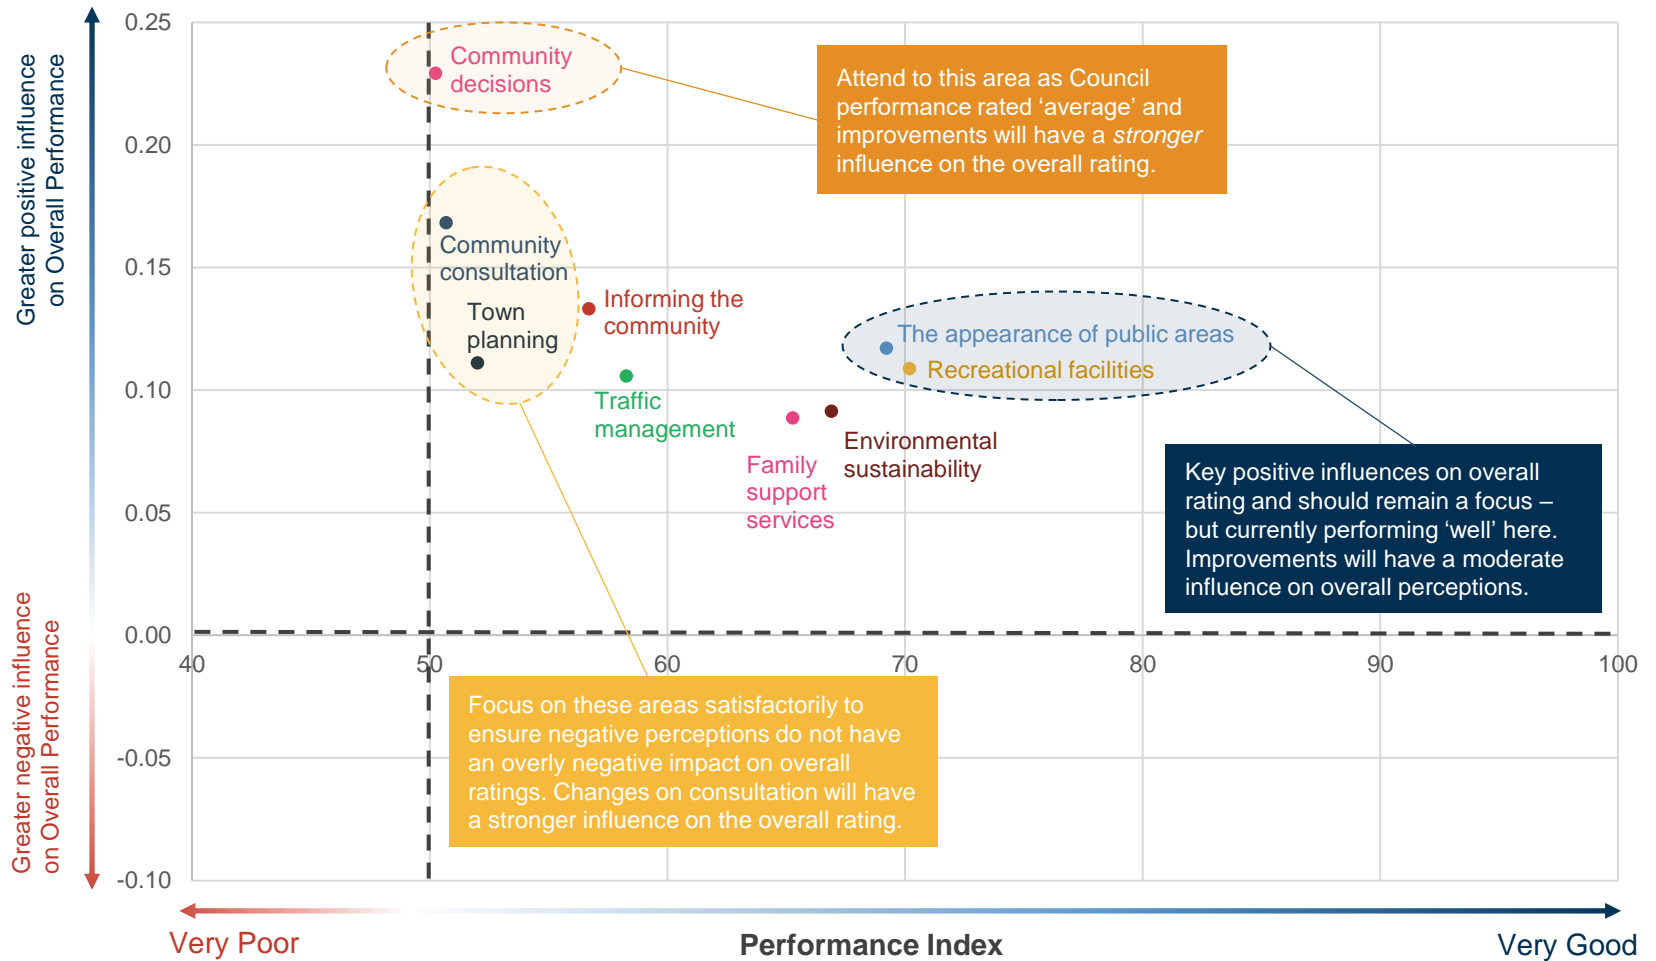 Greater positive influence
on Overall Performance
Greater negative influence
on Overall Performance
0.25
0.20
0.15
0.10
0.05
0.00
-0.05
-0.10
40
50
60
70
80
90
100
Community
decisions
Attend to this area as Council
performance rated ‘average’ and
improvements will have a stronger
influence on the overall rating.
Community
consultation
Town
planning
Informing the
community
The appearance of public areas
Recreational facilities
Traffic
management
Environmental
sustainability
Family
support
services
Key positive influences on overall
rating and should remain a focus –
but currently performing ‘well’ here.
Improvements will have a moderate
influence on overall perceptions.
Focus on these areas satisfactorily to
ensure negative perceptions do not have
an overly negative impact on overall
ratings. Changes on consultation will have
a stronger influence on the overall rating.
Very Poor
Performance Index
Very Good